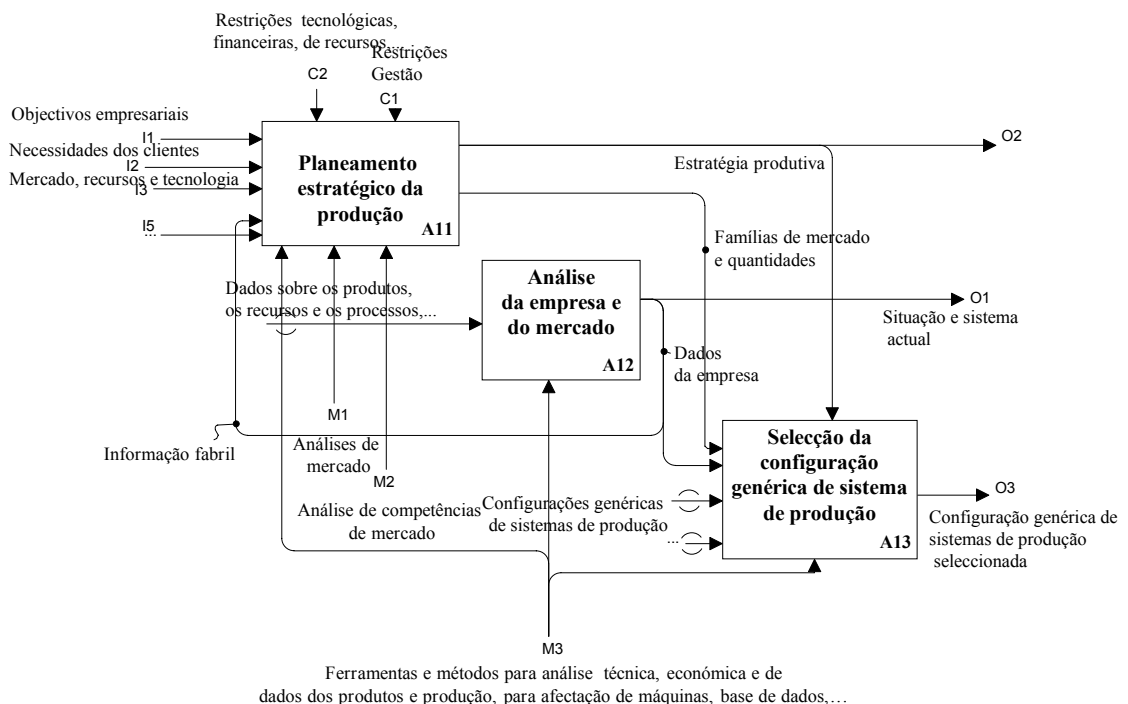 Restrições tecnológicas,
financeiras, de recursos,...
Restrições
Gestão
C2
C1
Objectivos empresariais
I1
Necessidades dos clientes
I2
Mercado, recursos e tecnologia
I3
I5
...
Planeamento
estratégico da
produção
A11
O2
Estratégia produtiva
Famílias de mercado
e quantidades
Dados sobre os produtos,
os recursos e os processos,...
Análise
da empresa e
do mercado
A12
O1
Situação e sistema
actual
Dados
da empresa
M1
Informação fabril
Análises de
mercado
M2
Análise de competências
de mercado
Configurações genéricas
de sistemas de produção
...
Selecção da
configuração
genérica de sistema
de produção
A13
O3
Configuração genérica de
sistemas de produção
seleccionada
M3
Ferramentas e métodos para análise técnica, económica e de
dados dos produtos e produção, para afectação de máquinas, base de dados,...